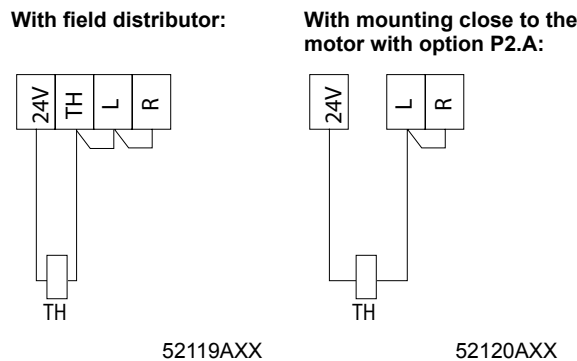 With field distributor:
With mounting close to the
motor with option P2.A:
24V
TH
L
R
24V
L
R
TH
TH
52119AXX
52120AXX